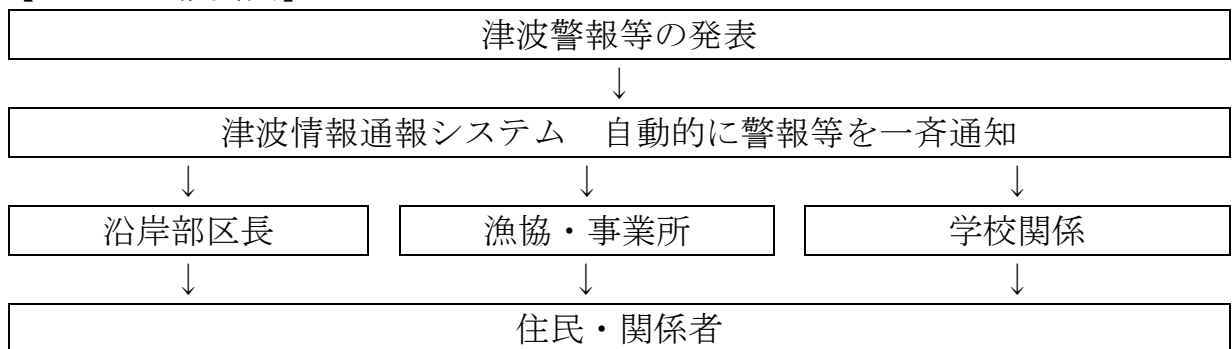 津波警報等の発表
↓
津波情報通報システム　自動的に警報等を一斉通知
↓ ↓ ↓
沿岸部区長 漁協・事業所 学校関係
↓ ↓ ↓
住民・関係者